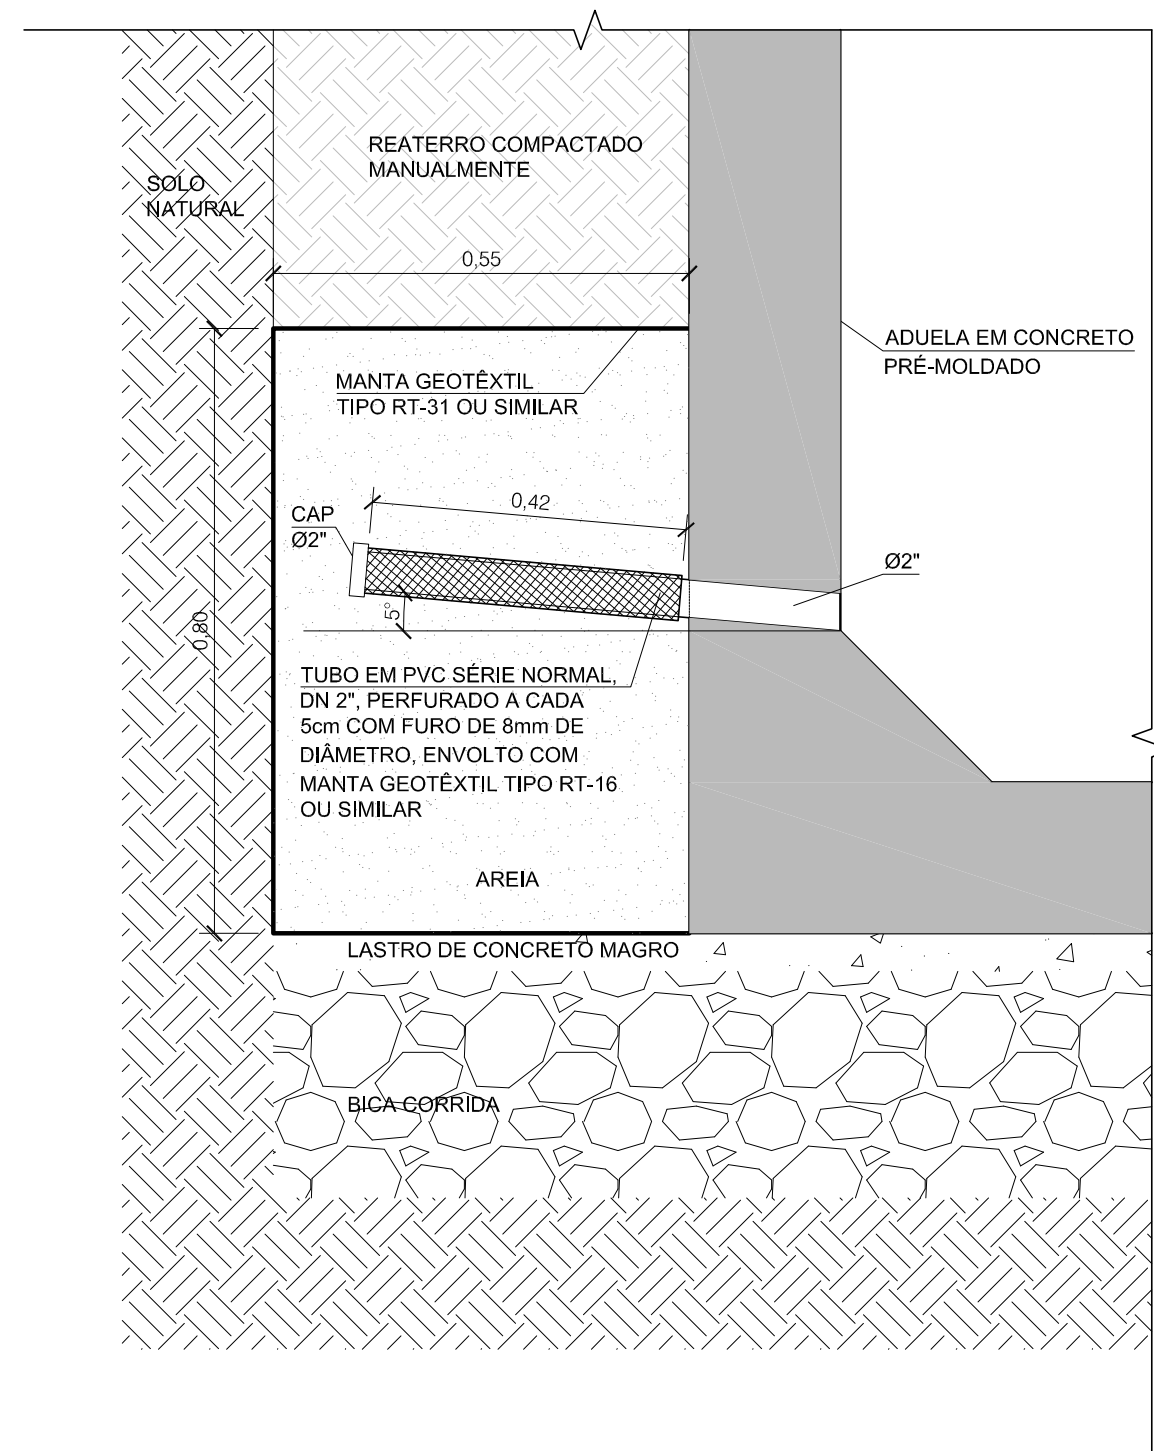 REATERRO COMPACTADO
MANUALMENTE
SOLO
NATURAL
0,55
ADUELA EM CONCRETO
PRÉ-MOLDADO
MANTA GEOTÊXTIL
TIPO RT-31 OU SIMILAR
0,42
CAP
Ø2"
Ø2"
5°
0,80
TUBO EM PVC SÉRIE NORMAL,
DN 2", PERFURADO A CADA
5cm COM FURO DE 8mm DE
DIÂMETRO, ENVOLTO COM
MANTA GEOTÊXTIL TIPO RT-16
OU SIMILAR
AREIA
LASTRO DE CONCRETO MAGRO
BICA CORRIDA